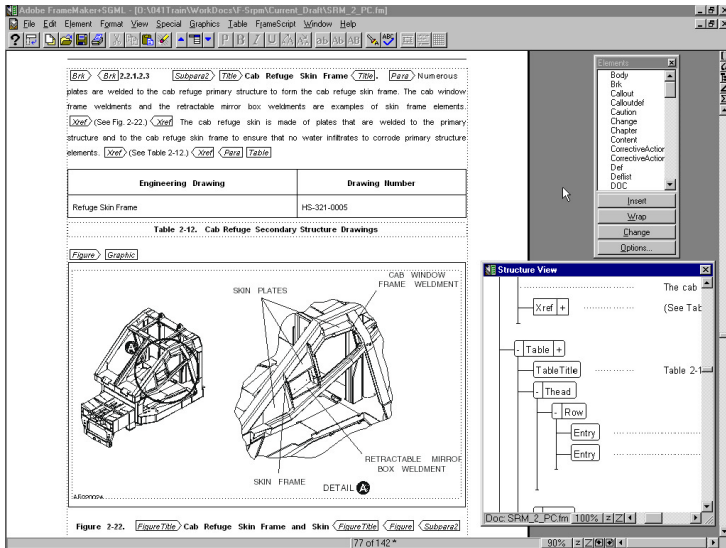 Adobe FrameMaker+SGML - [D:\041Train\WorkDocs\F-5rpm\Current_Draft\SRM_2_PC.fm]
File Edit Element Format View Special Graphics Table FrameScript Window Help
Brk Brk 2.2.1.2.3 Subpara2 Title Cab Refuge Skin Frame Title. Para Numerous
plates are welded to the cab refuge primary structure to form the cab refuge skin frame. The cab window
frame weldments and the retractable mirror box weldments are examples of skin frame elements.
Xref (See Fig. 2-22.) Xref The cab refuge skin is made of plates that are welded to the primary
structure and to the cab refuge skin frame to ensure that no water infiltrates to corrode primary structure
elements. Xref (See Table 2-12.) Xref Para Table
Engineering Drawing Drawing Number
Refuge Skin Frame HS-321-0005
Table 2-12. Cab Refuge Secondary Structure Drawings
Figure Graphic
SKIN PLATES
CAB WINDOW
FRAME WELDMENT
A
RETRACTABLE MIRROR
BOX WELDMENT
SKIN FRAME
DETAIL A
Figure 2-22. FigureTitle Cab Refuge Skin Frame and Skin FigureTitle Figure Subpara2
77 of 142 *
90%
Elements
Body
Brk
Callout
Calloutdef
Caution
Change
Chapter
Content
CorrectiveAction
CorrectiveAction
Def
Deflist
DOC
Insert
Wrap
Change
Options...
Structure View
The cab
Xref + (See Tab
- Table +
TableTitle Table 2-1
- Thead
- Row
Entry
Entry
Doc: SRM_2_PC.fm 100%